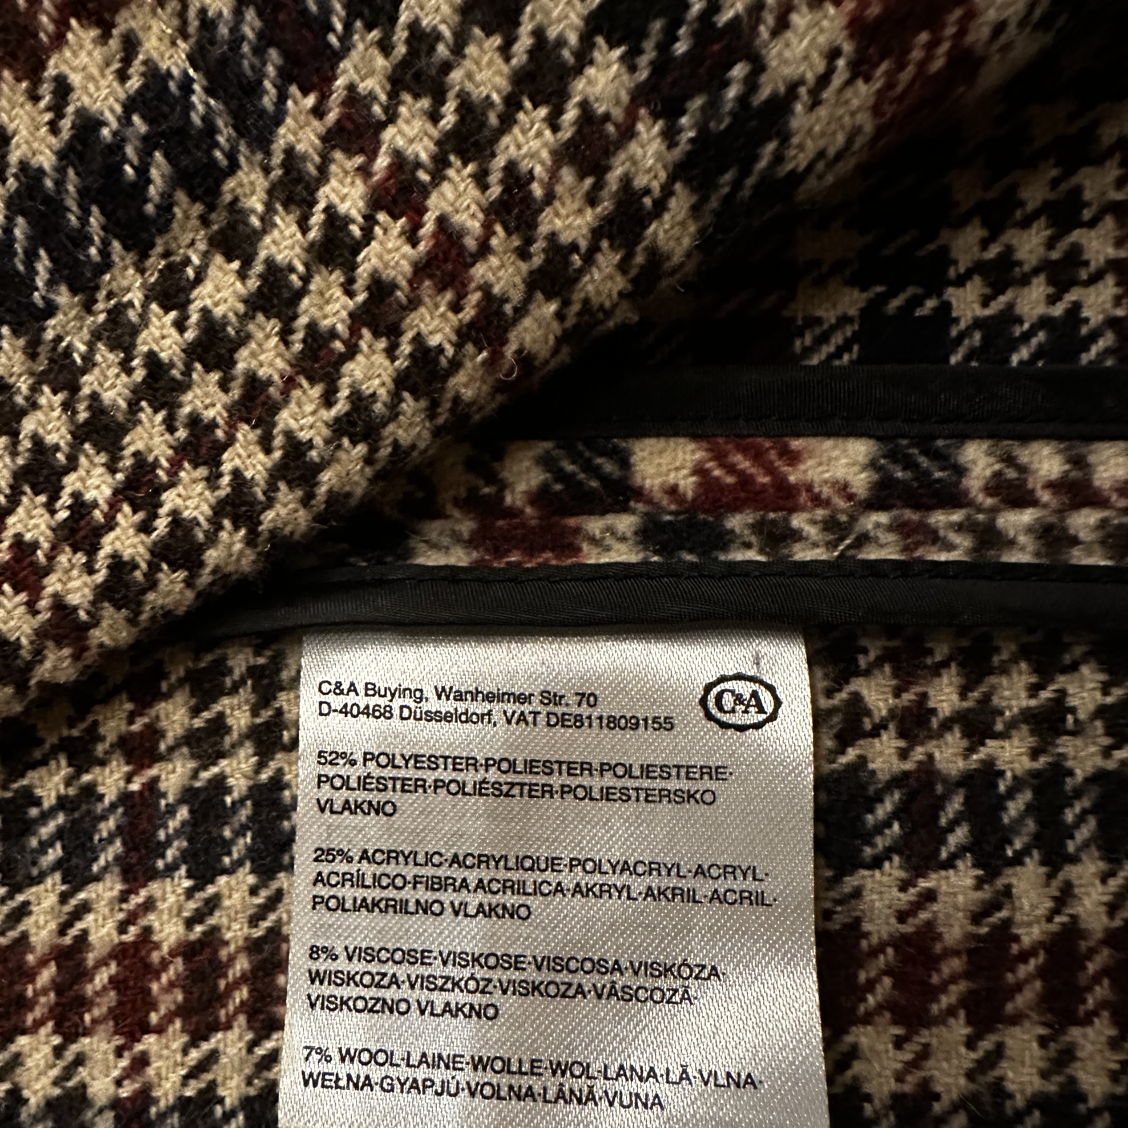 C&A Buying, Wanheimer Str. 70
D-40468 Düsseldorf, VAT DE811809155
C&A
52% POLYESTER·POLIESTER·POLIESTERE·
POLIÉSTER·POLIÉSZTER·POLIESTERSKO
VLAKNO
25% ACRYLIC·ACRYLIQUE·POLYACRYL·ACRYL·
ACRÍLICO·FIBRA ACRILICA·AKRYL·AKRIL·ACRIL·
POLIAKRILNO VLAKNO
8% VISCOSE·VISKOSE·VISCOSA·VISKÓZA·
WISKOZA·VISZKÓZ·VISKOZA·VÂSCOZĂ·
VISKOZNO VLAKNO
7% WOOL·LAINE·WOLLE·WOL·LANA·LÃ·VLNA·
WEŁNA·GYAPJÚ·VOLNA·LÂNĂ·VUNA